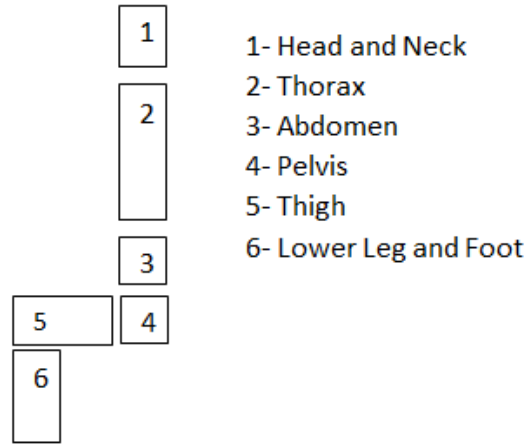 1
2
3
4
5
6
1- Head and Neck
2- Thorax
3- Abdomen
4- Pelvis
5- Thigh
6- Lower Leg and Foot